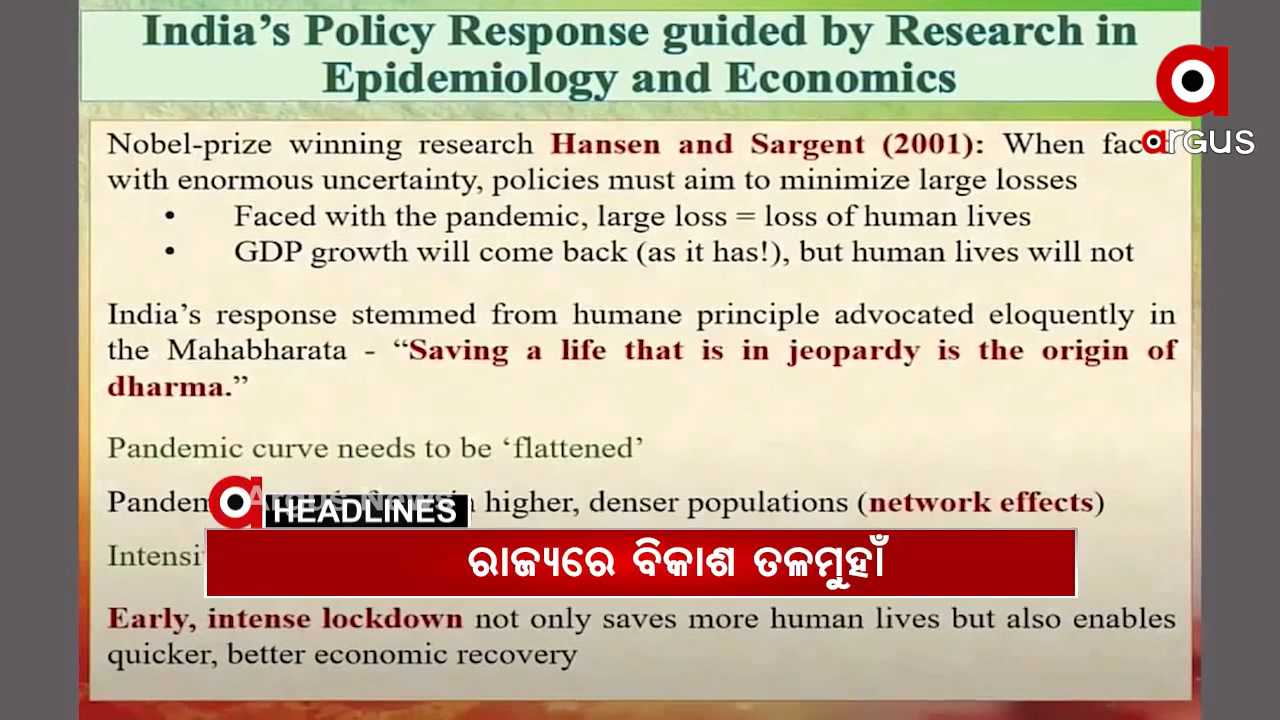 India's Policy Response guided by Research in
Epidemiology and Economics
argus
Nobel-prize winning research Hansen and Sargent (2001): When
with enormous uncertainty, policies must aim to minimize large losses
• Faced with the pandemic, large loss = loss of human lives
• GDP growth will come back (as it has!), but human lives will not
India's response stemmed from humane principle advocated eloquently in
the Mahabharata - “Saving a life that is in jeopardy is the origin of
dharma.”
Pandemic curve needs to be ‘flattened’
higher, denser populations (network effects)
Argus News
HEADLINES
ରାଜ୍ୟରେ ବିକାଶ ତଳମୁହାଁ
Early, intense lockdown not only saves more human lives but also enables
quicker, better economic recovery